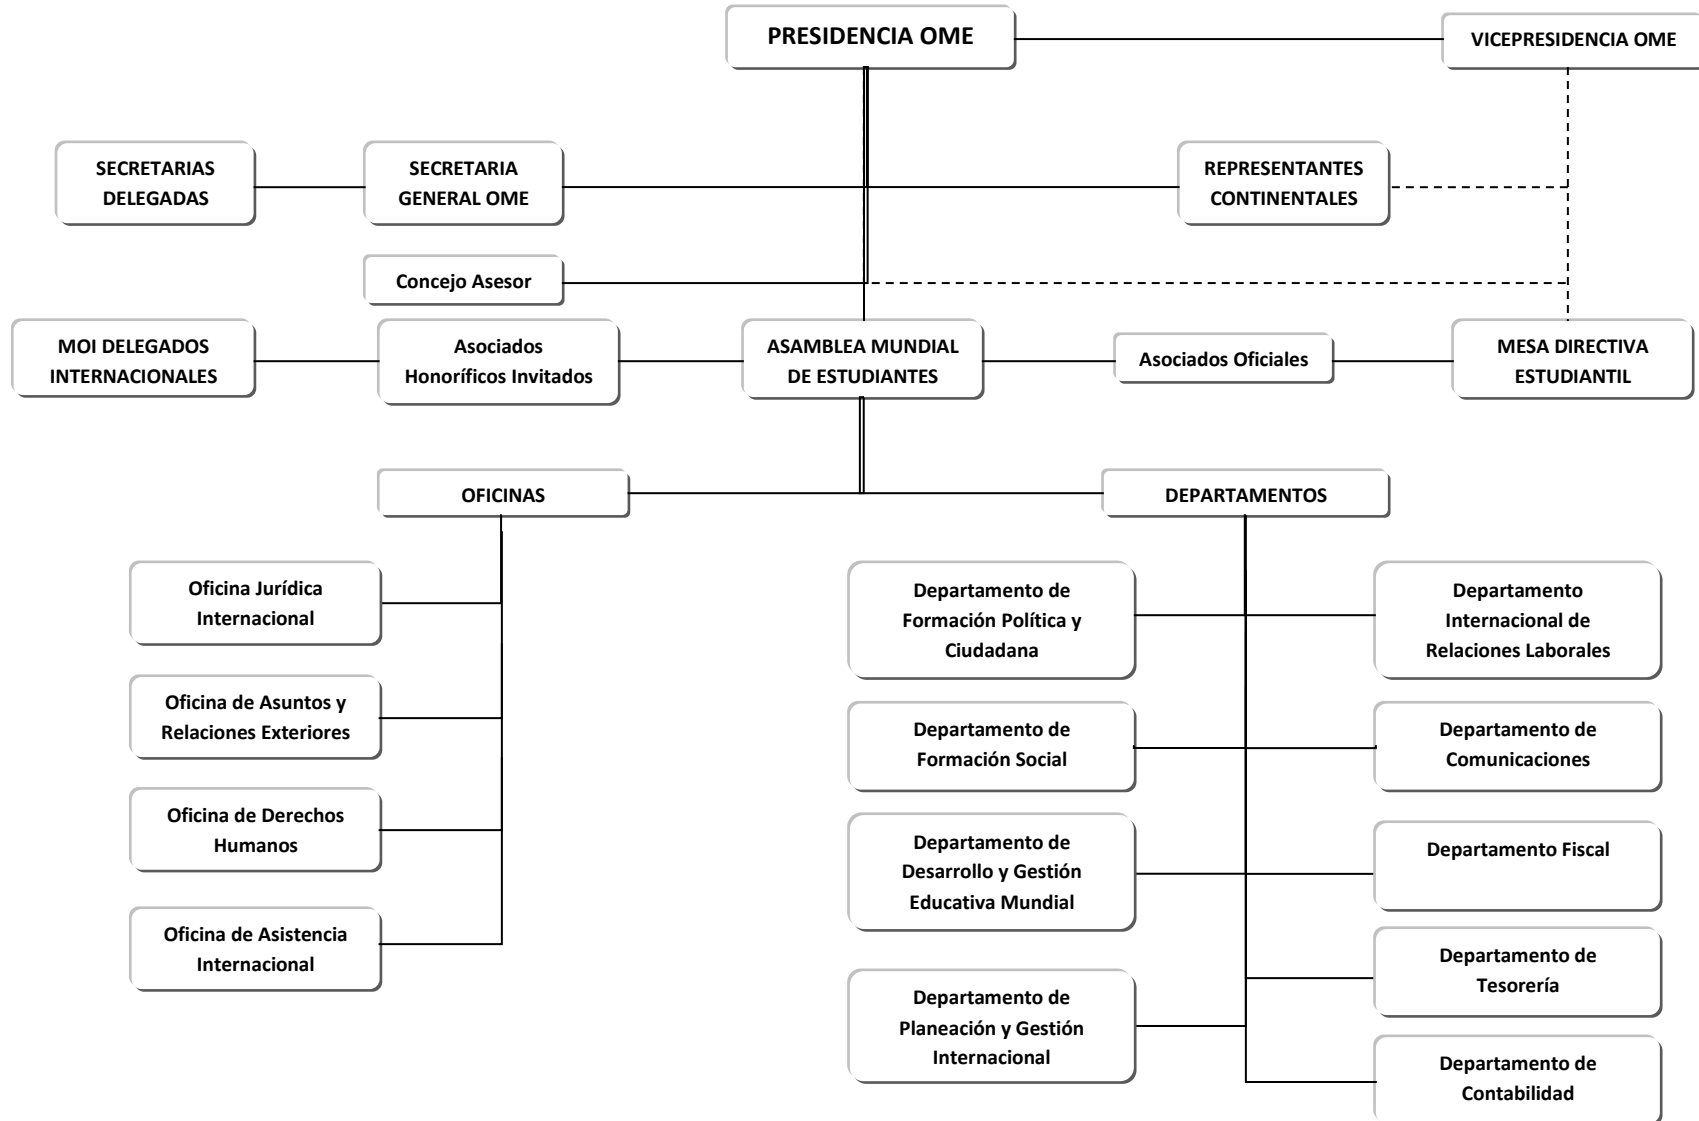 PRESIDENCIA OME
VICEPRESIDENCIA OME
SECRETARIAS
DELEGADAS
SECRETARIA
GENERAL OME
REPRESENTANTES
CONTINENTALES
Concejo Asesor
MOI DELEGADOS
INTERNACIONALES
Asociados
Honoríficos Invitados
ASAMBLEA MUNDIAL
DE ESTUDIANTES
Asociados Oficiales
MESA DIRECTIVA
ESTUDIANTIL
OFICINAS
DEPARTAMENTOS
Oficina Jurídica
Internacional
Oficina de Asuntos y
Relaciones Exteriores
Oficina de Derechos
Humanos
Oficina de Asistencia
Internacional
Departamento de
Formación Política y
Ciudadana
Departamento
Internacional de
Relaciones Laborales
Departamento de
Formación Social
Departamento de
Comunicaciones
Departamento de
Desarrollo y Gestión
Educativa Mundial
Departamento Fiscal
Departamento de
Tesorería
Departamento de
Planeación y Gestión
Internacional
Departamento de
Contabilidad